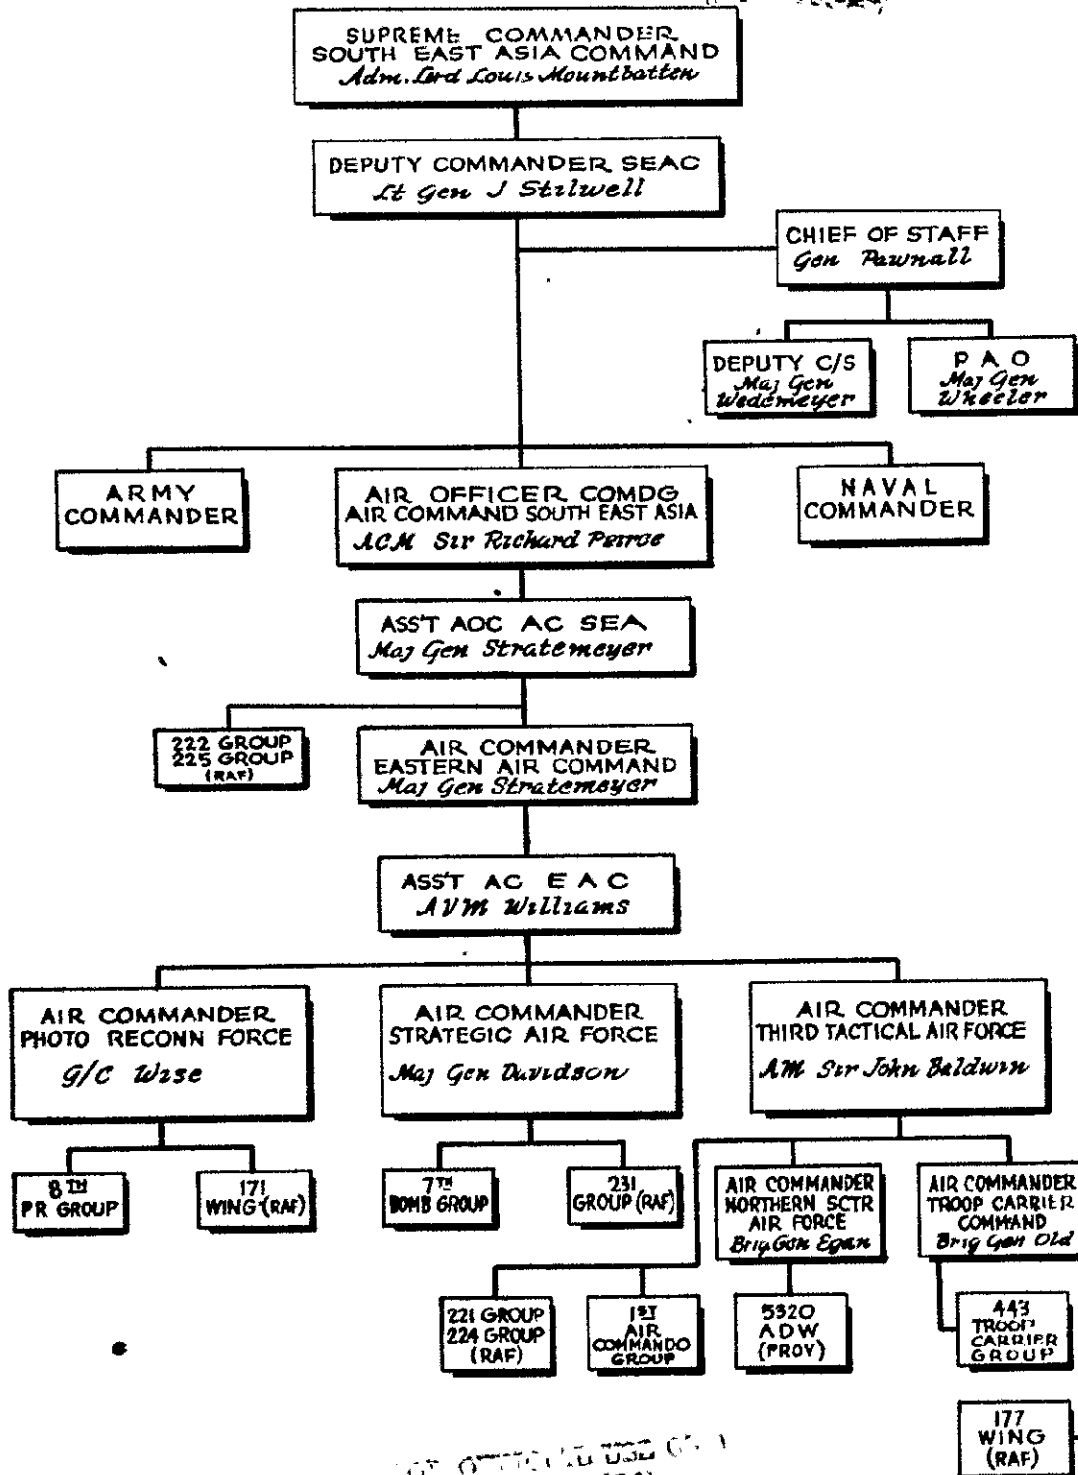 SUPREME COMMANDER
SOUTH EAST ASIA COMMAND
Adm. Lord Louis Mountbatten
DEPUTY COMMANDER SEAC
Lt Gen J Stilwell
CHIEF OF STAFF
Gen Pawnall
DEPUTY C/S
Maj Gen
Wedemeyer
P A O
Maj Gen
Wheeler
ARMY
COMMANDER
AIR OFFICER COMDG
AIR COMMAND SOUTH EAST ASIA
ACM Sir Richard Peirse
NAVAL
COMMANDER
ASS'T AOC AC SEA
Maj Gen Stratemeyer
222 GROUP
225 GROUP
(RAF)
AIR COMMANDER
EASTERN AIR COMMAND
Maj Gen Stratemeyer
ASS'T AC EAC
AVM Williams
AIR COMMANDER
PHOTO RECONN FORCE
G/C Wise
AIR COMMANDER
STRATEGIC AIR FORCE
Maj Gen Davidson
AIR COMMANDER
THIRD TACTICAL AIR FORCE
AM Sir John Baldwin
8TH
PR GROUP
171
WING (RAF)
7TH
BOMB GROUP
231
GROUP (RAF)
AIR COMMANDER
NORTHERN SCTR
AIR FORCE
Brig Gen Egan
AIR COMMANDER
TROOP CARRIER
COMMAND
Brig Gen Old
221 GROUP
224 GROUP
(RAF)
1ST
AIR
COMMANDO
GROUP
5320
ADW
(PROV)
443
TROOP
CARRIER
GROUP
177
WING
(RAF)